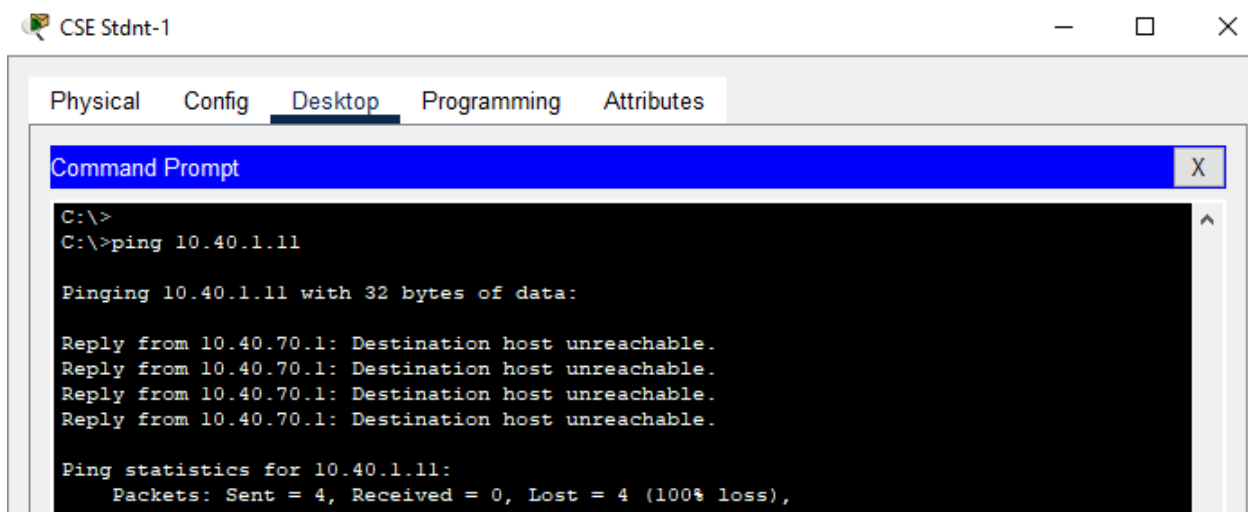 CSE Stdnt-1
Physical Config Desktop Programming Attributes
Command Prompt
X
C:\>
C:\>ping 10.40.1.11
Pinging 10.40.1.11 with 32 bytes of data:
Reply from 10.40.70.1: Destination host unreachable.
Reply from 10.40.70.1: Destination host unreachable.
Reply from 10.40.70.1: Destination host unreachable.
Reply from 10.40.70.1: Destination host unreachable.
Ping statistics for 10.40.1.11:
Packets: Sent = 4, Received = 0, Lost = 4 (100% loss),